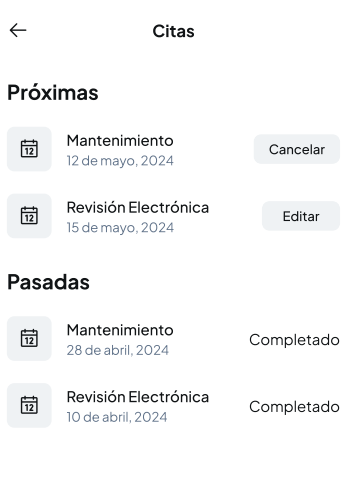 Citas
Próximas
12
Mantenimiento
12 de mayo, 2024
Cancelar
12
Revisión Electrónica
15 de mayo, 2024
Editar
Pasadas
12
Mantenimiento
28 de abril, 2024
Completado
12
Revisión Electrónica
10 de abril, 2024
Completado